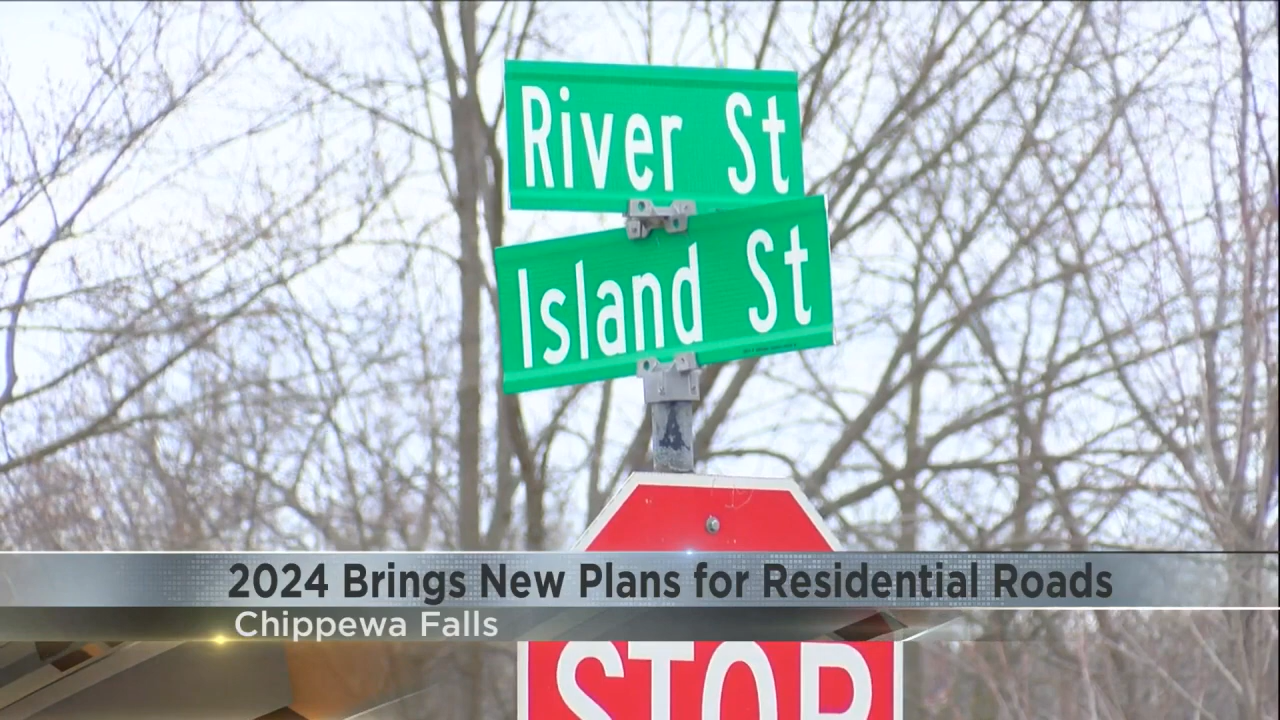 River St
Island St
2024 Brings New Plans for Residential Roads
Chippewa Falls
STOP